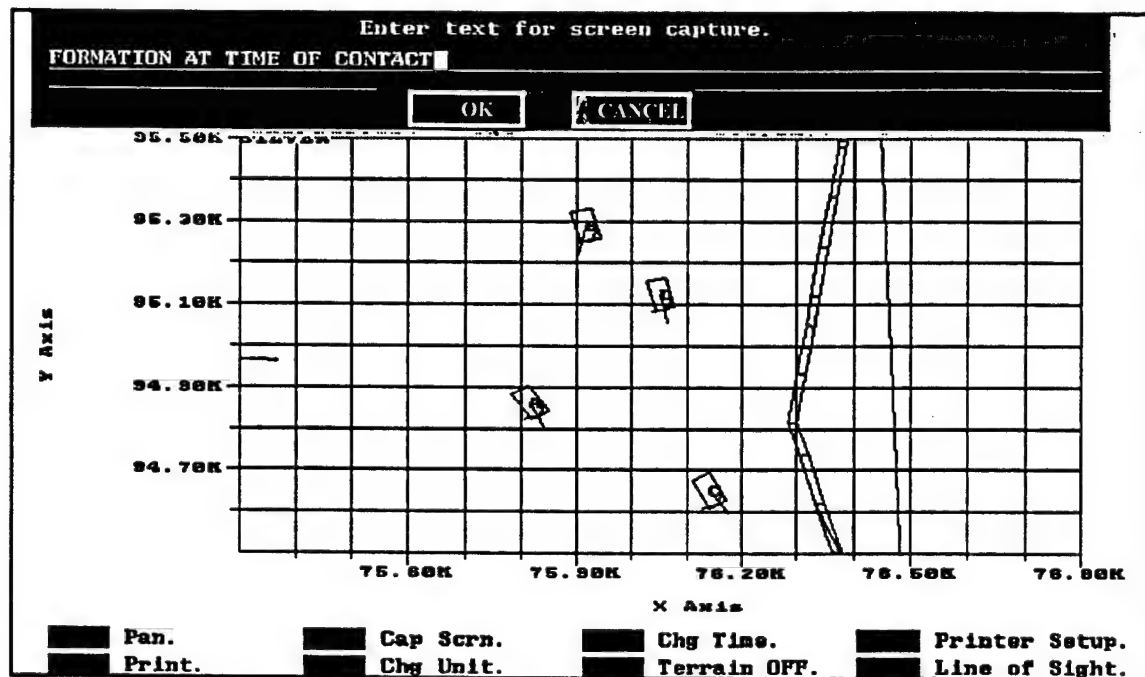 Enter text for screen capture.
FORMATION AT TIME OF CONTACT
OK CANCEL
95.50K
95.30K
95.10K
94.90K
94.70K
Y Axis
75.60K 75.90K 76.20K 76.50K 76.80K
X Axis
Pan. Cap Scrn. Chg Time. Printer Setup.
Print. Chg Unit. Terrain OFF. Line of Sight.